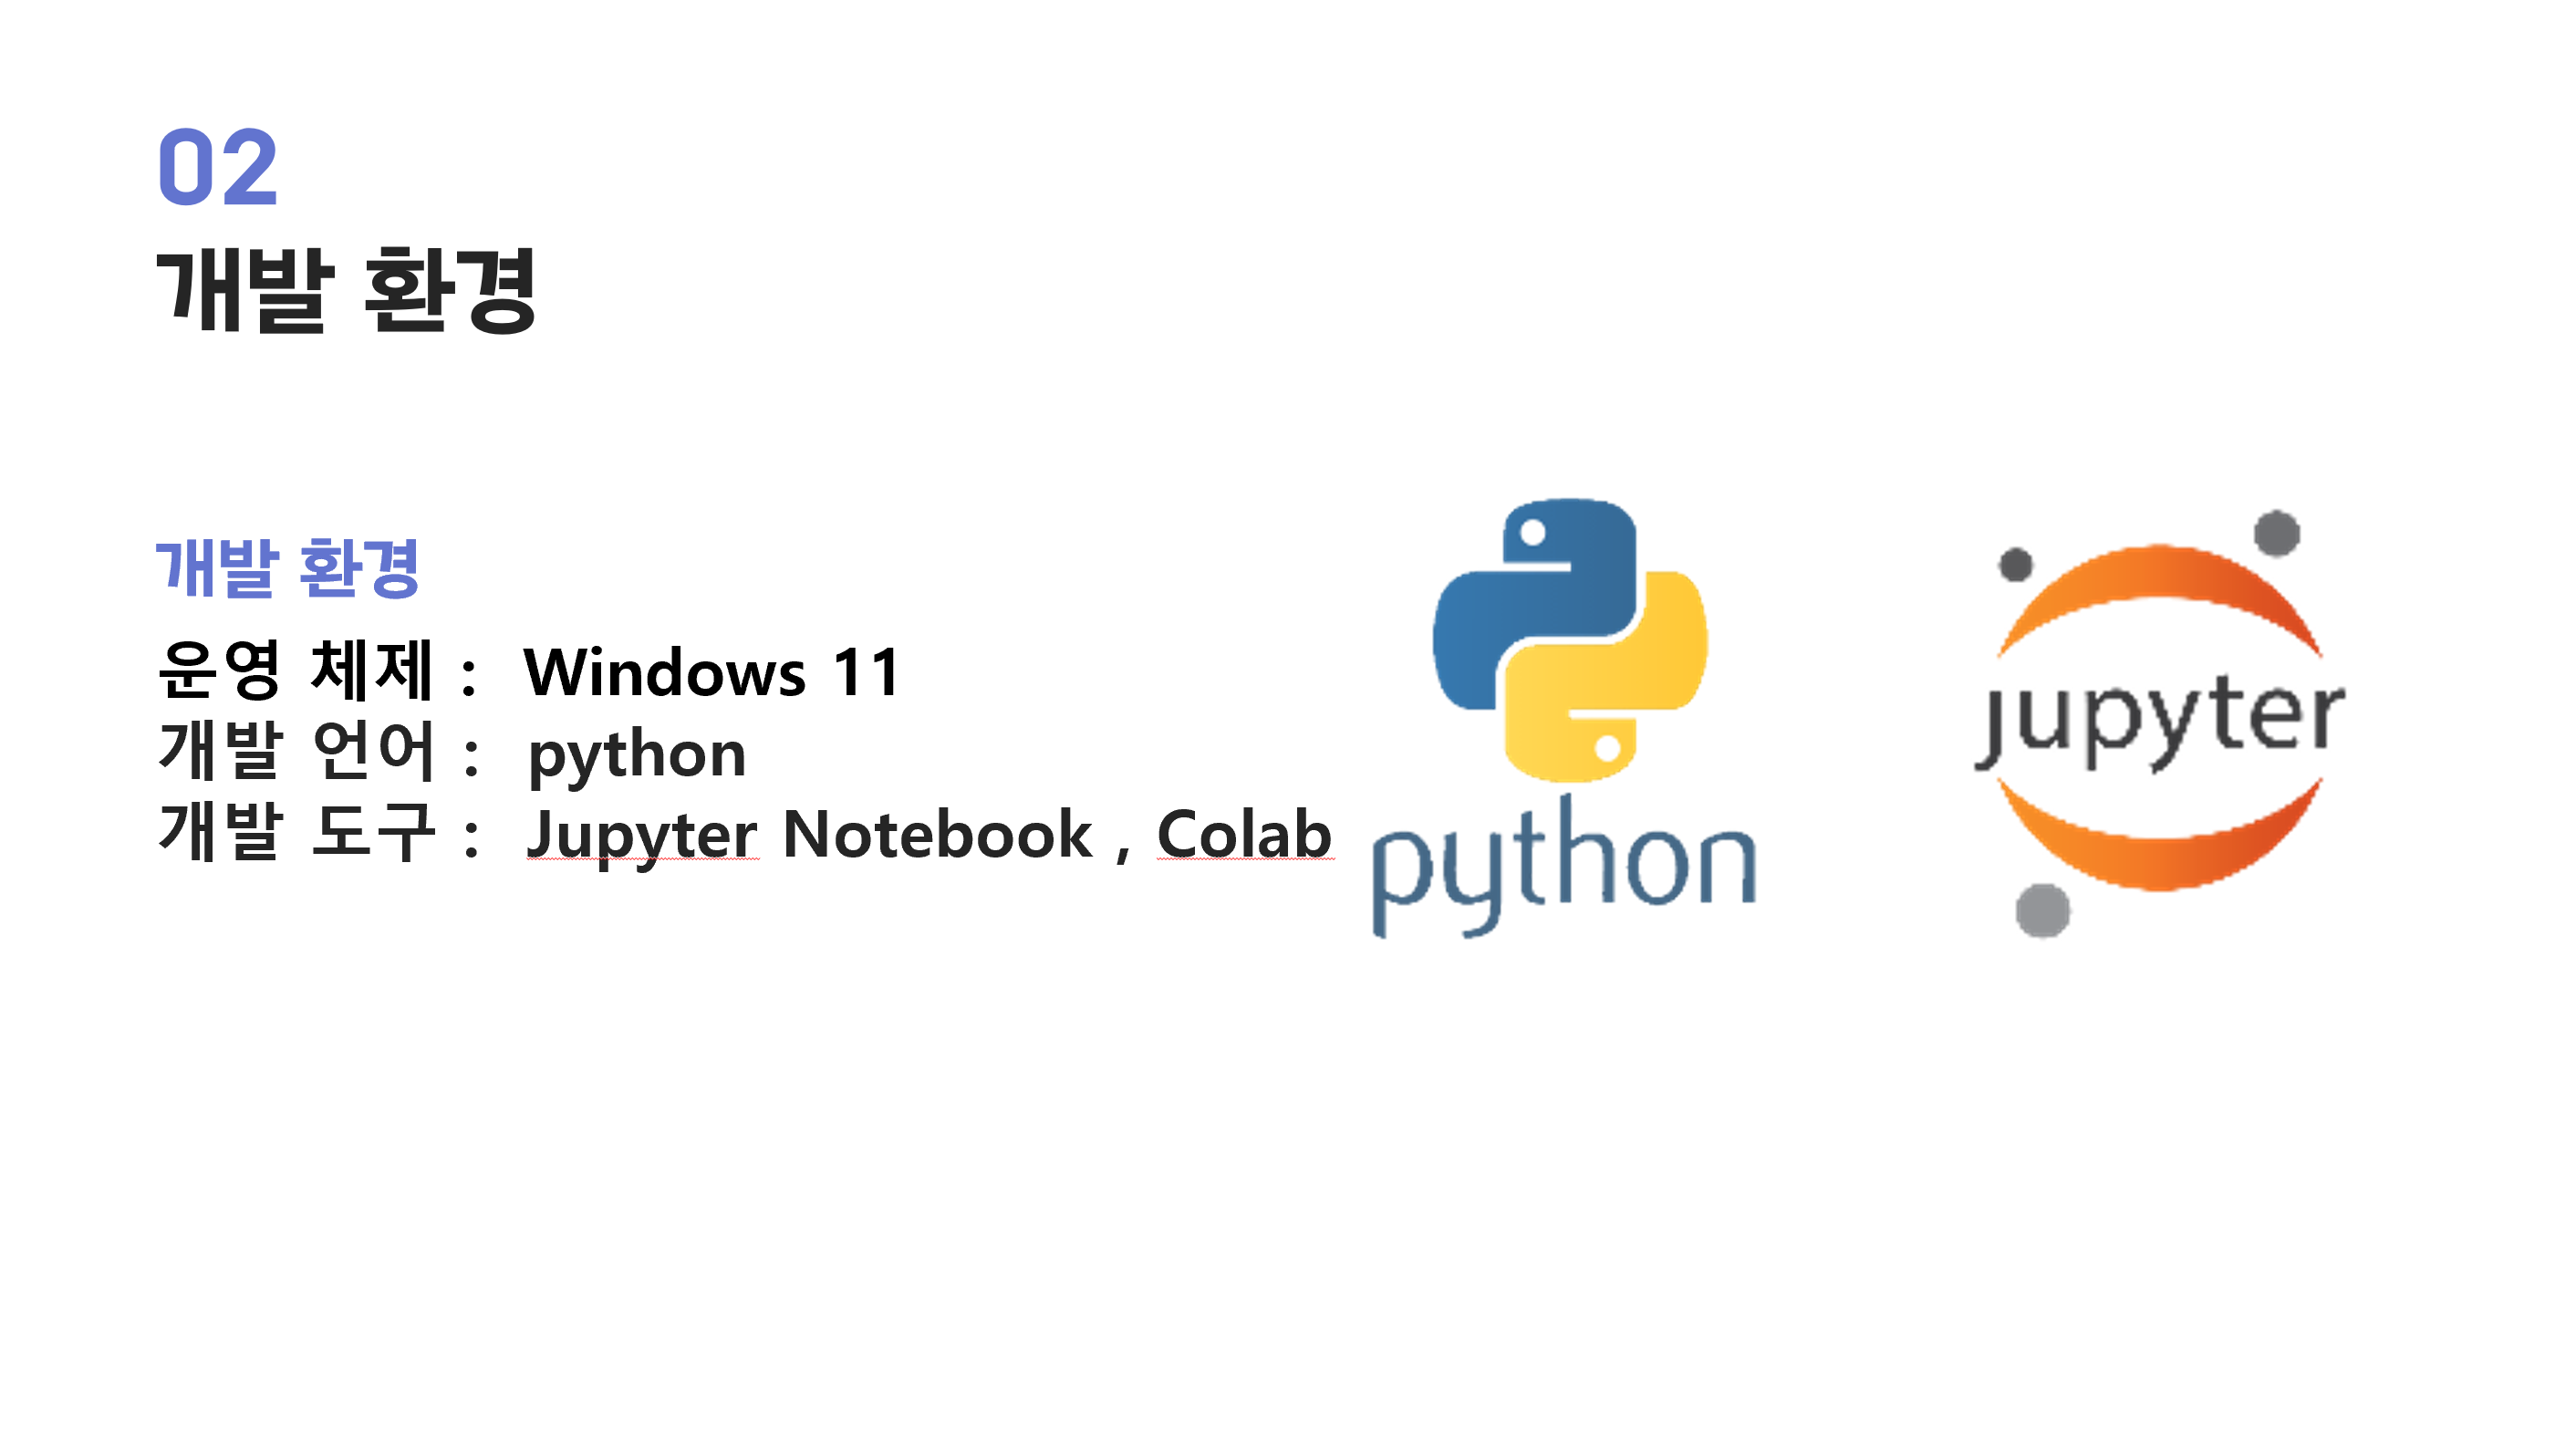 02
개발 환경
개발 환경
운영 체제 : Windows 11
개발 언어 : python
개발 도구 : Jupyter Notebook , Colab
python
jupyter